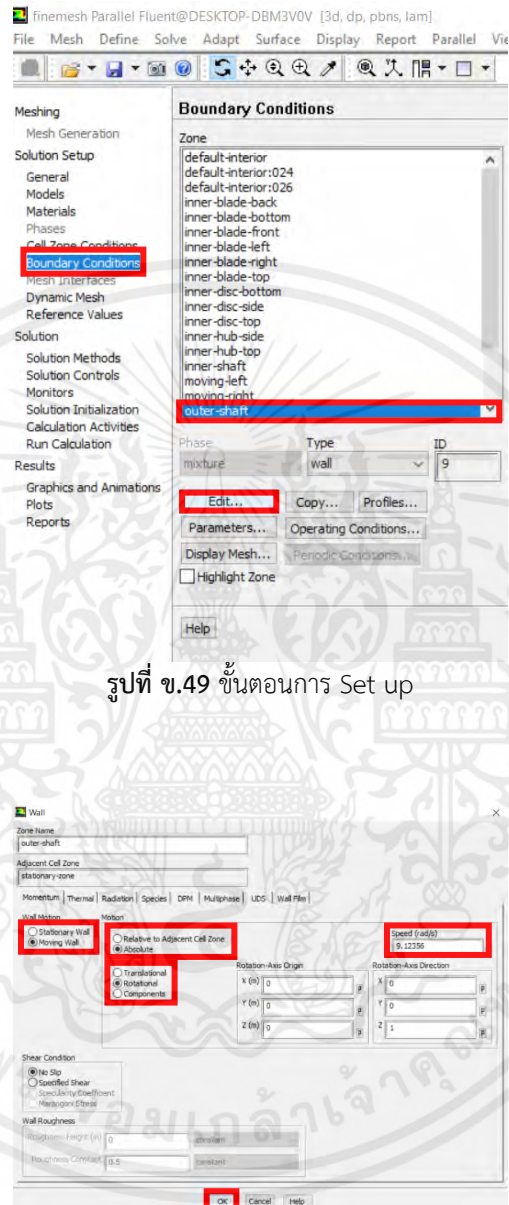 finemesh Parallel Fluent@DESKTOP-DBM3V0V [3d, dp, pbns, lam]
File Mesh Define Solve Adapt Surface Display Report Parallel Vie
Meshing
Mesh Generation
Solution Setup
General
Models
Materials
Phases
Cell Zone Conditions
Boundary Conditions
Mesh Interfaces
Dynamic Mesh
Reference Values
Solution
Solution Methods
Solution Controls
Monitors
Solution Initialization
Calculation Activities
Run Calculation
Results
Graphics and Animations
Plots
Reports
Boundary Conditions
Zone
default-interior
default-interior:024
default-interior:026
inner-blade-back
inner-blade-bottom
inner-blade-front
inner-blade-left
inner-blade-right
inner-blade-top
inner-disc-bottom
inner-disc-side
inner-disc-top
inner-hub-side
inner-hub-top
inner-shaft
moving-left
moving-right
outer-shaft
Phase Type ID
mixture wall 9
Edit... Copy... Profiles...
Parameters... Operating Conditions...
Display Mesh... Periodic Conditions...
Highlight Zone
Help
รูปที่ ข.49 ขั้นตอนการ Set up
Wall
Zone Name
outer-shaft
Adjacent Cell Zone
stationary-zone
Momentum Thermal Radiation Species DPM Multiphase UDS Wall Film
Wall Motion Motion
Stationary Wall
Moving Wall
Relative to Adjacent Cell Zone
Absolute
Speed (rad/s)
9.12356
Translational
Rotational
Components
Rotation-Axis Origin
X (m) 0
Y (m) 0
Z (m) 0
Rotation-Axis Direction
X 0
Y 0
Z 1
Shear Condition
No Slip
Specified Shear
Specularity Coefficient
Marangoni Stress
Wall Roughness
Roughness Height (m) 0 constant
Roughness Constant 0.5 constant
OK Cancel Help